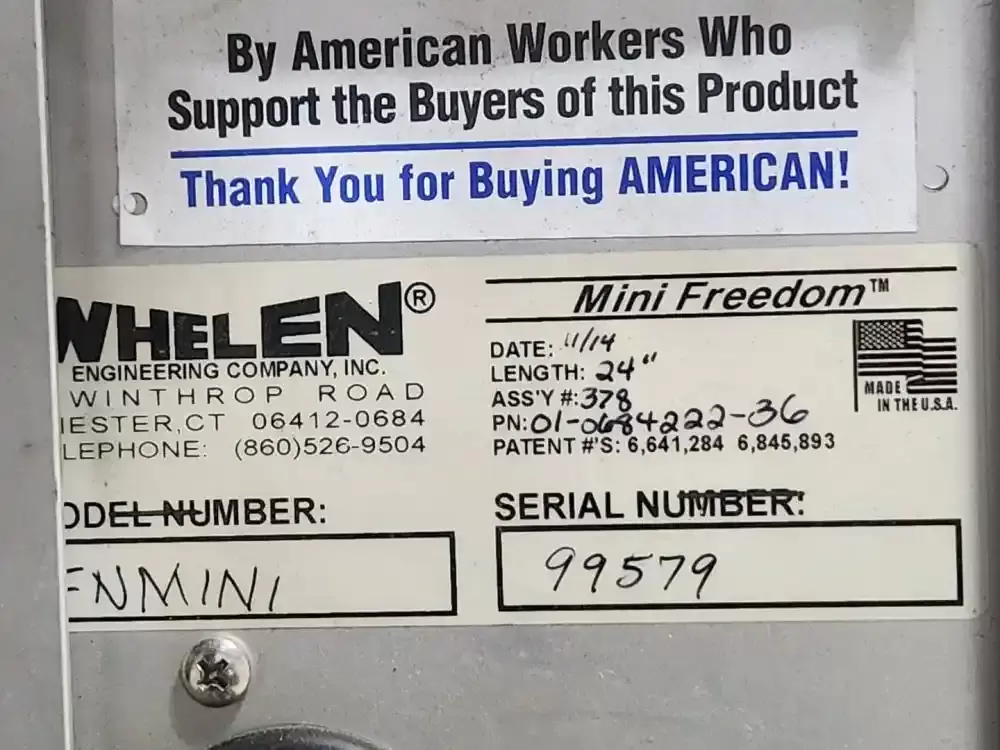 By American Workers Who
Support the Buyers of this Product
Thank You for Buying AMERICAN!
WHELEN®
ENGINEERING COMPANY, INC.
WINTHROP ROAD
IESTER, CT 06412-0684
LEPHONE: (860)526-9504
ODEL NUMBER:
FNMINI
Mini Freedom™
DATE: 11/14
LENGTH: 24"
ASS'Y #: 378
PN: 01-0684222-36
PATENT #'S: 6,641,284 6,845,893
MADE
IN THE U.S.A.
SERIAL NUMBER:
99579